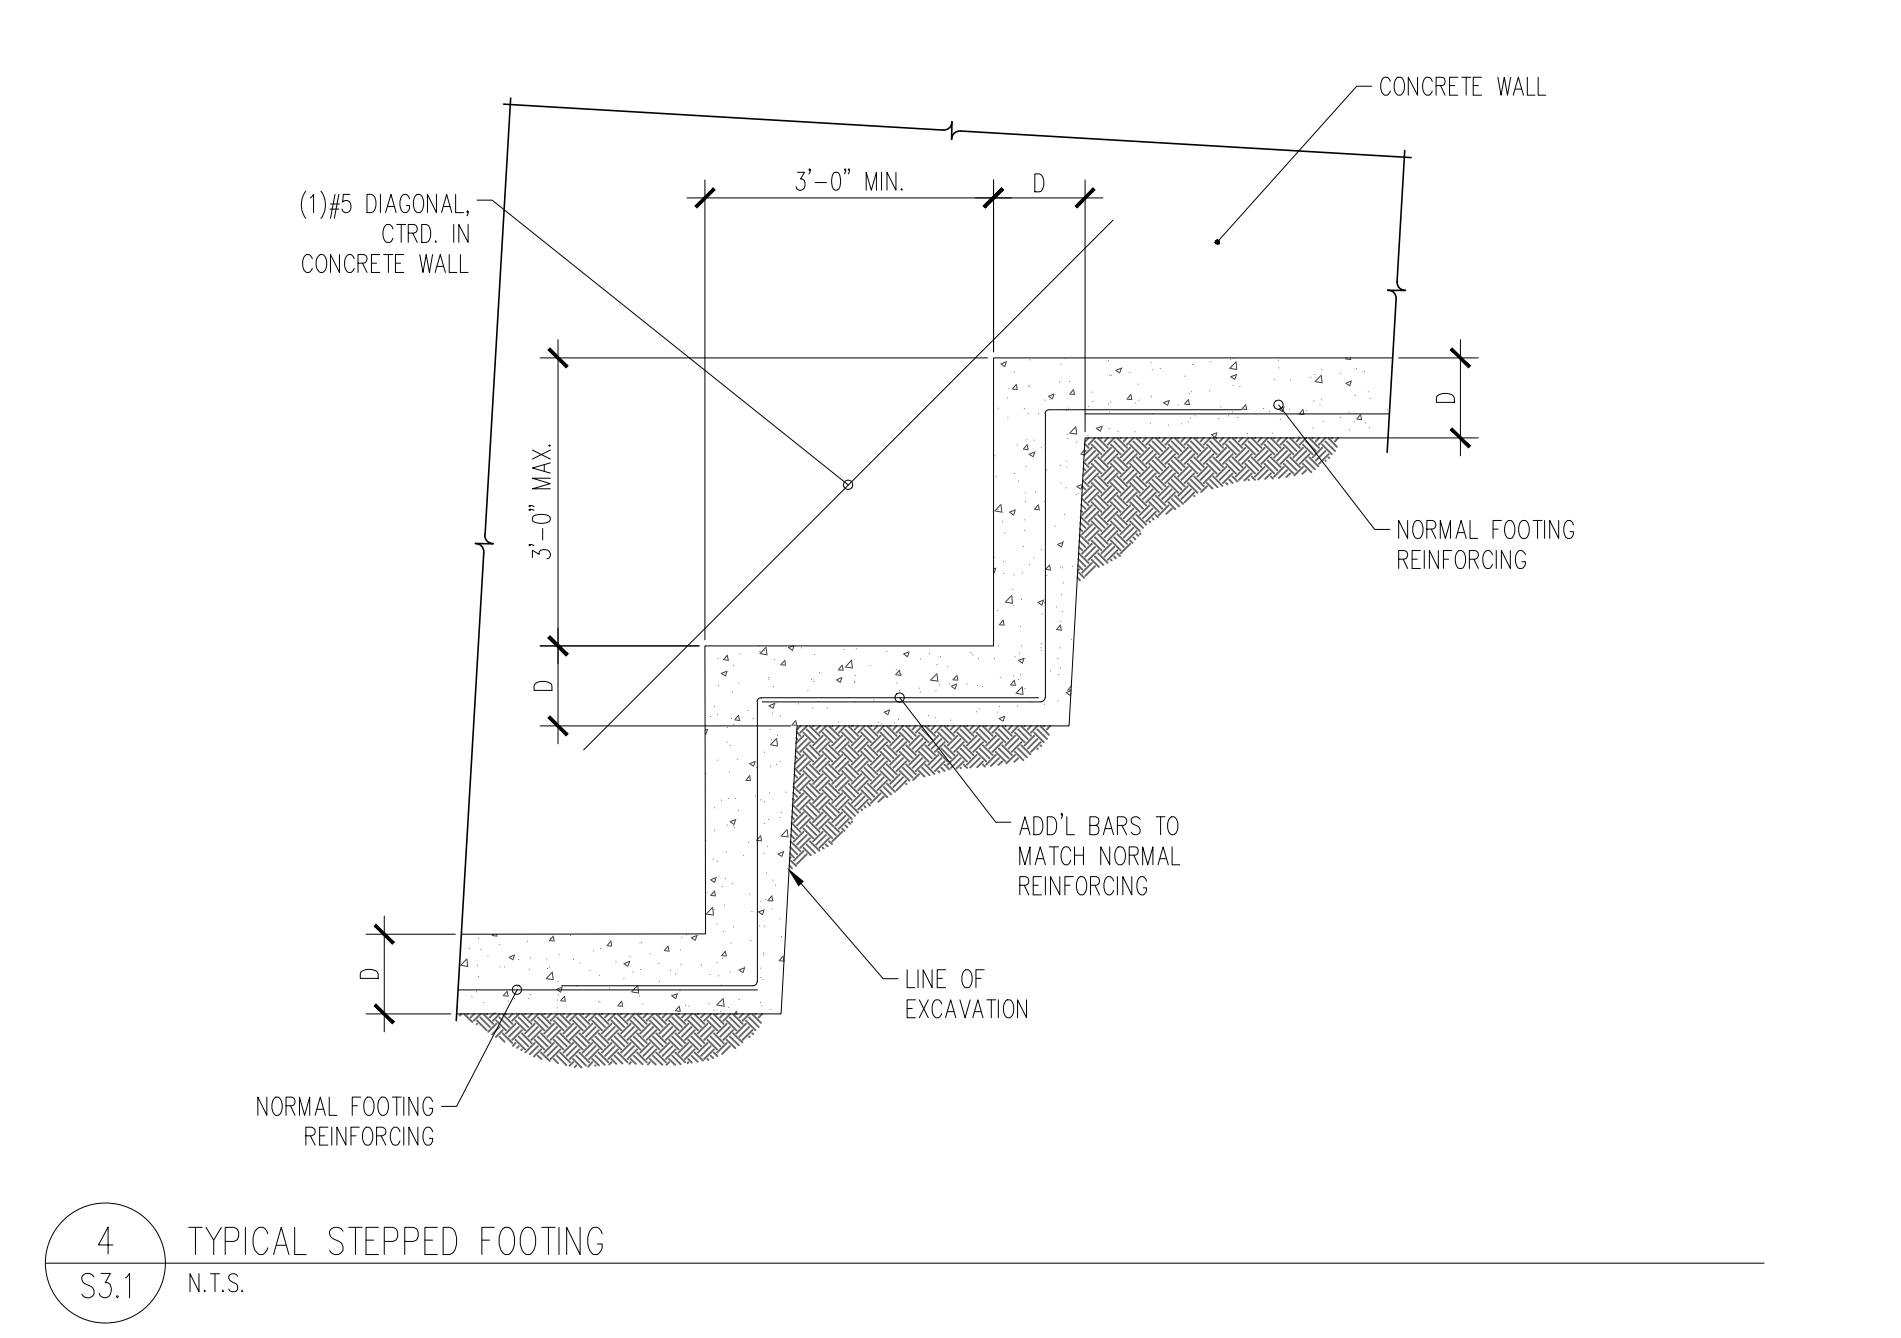 CONCRETE WALL
3'-0" MIN.
D
(1)#5 DIAGONAL,
CTRD. IN
CONCRETE WALL
3'-0" MAX.
D
D
NORMAL FOOTING
REINFORCING
ADD'L BARS TO
MATCH NORMAL
REINFORCING
D
LINE OF
EXCAVATION
NORMAL FOOTING
REINFORCING
4
S3.1
TYPICAL STEPPED FOOTING
N.T.S.